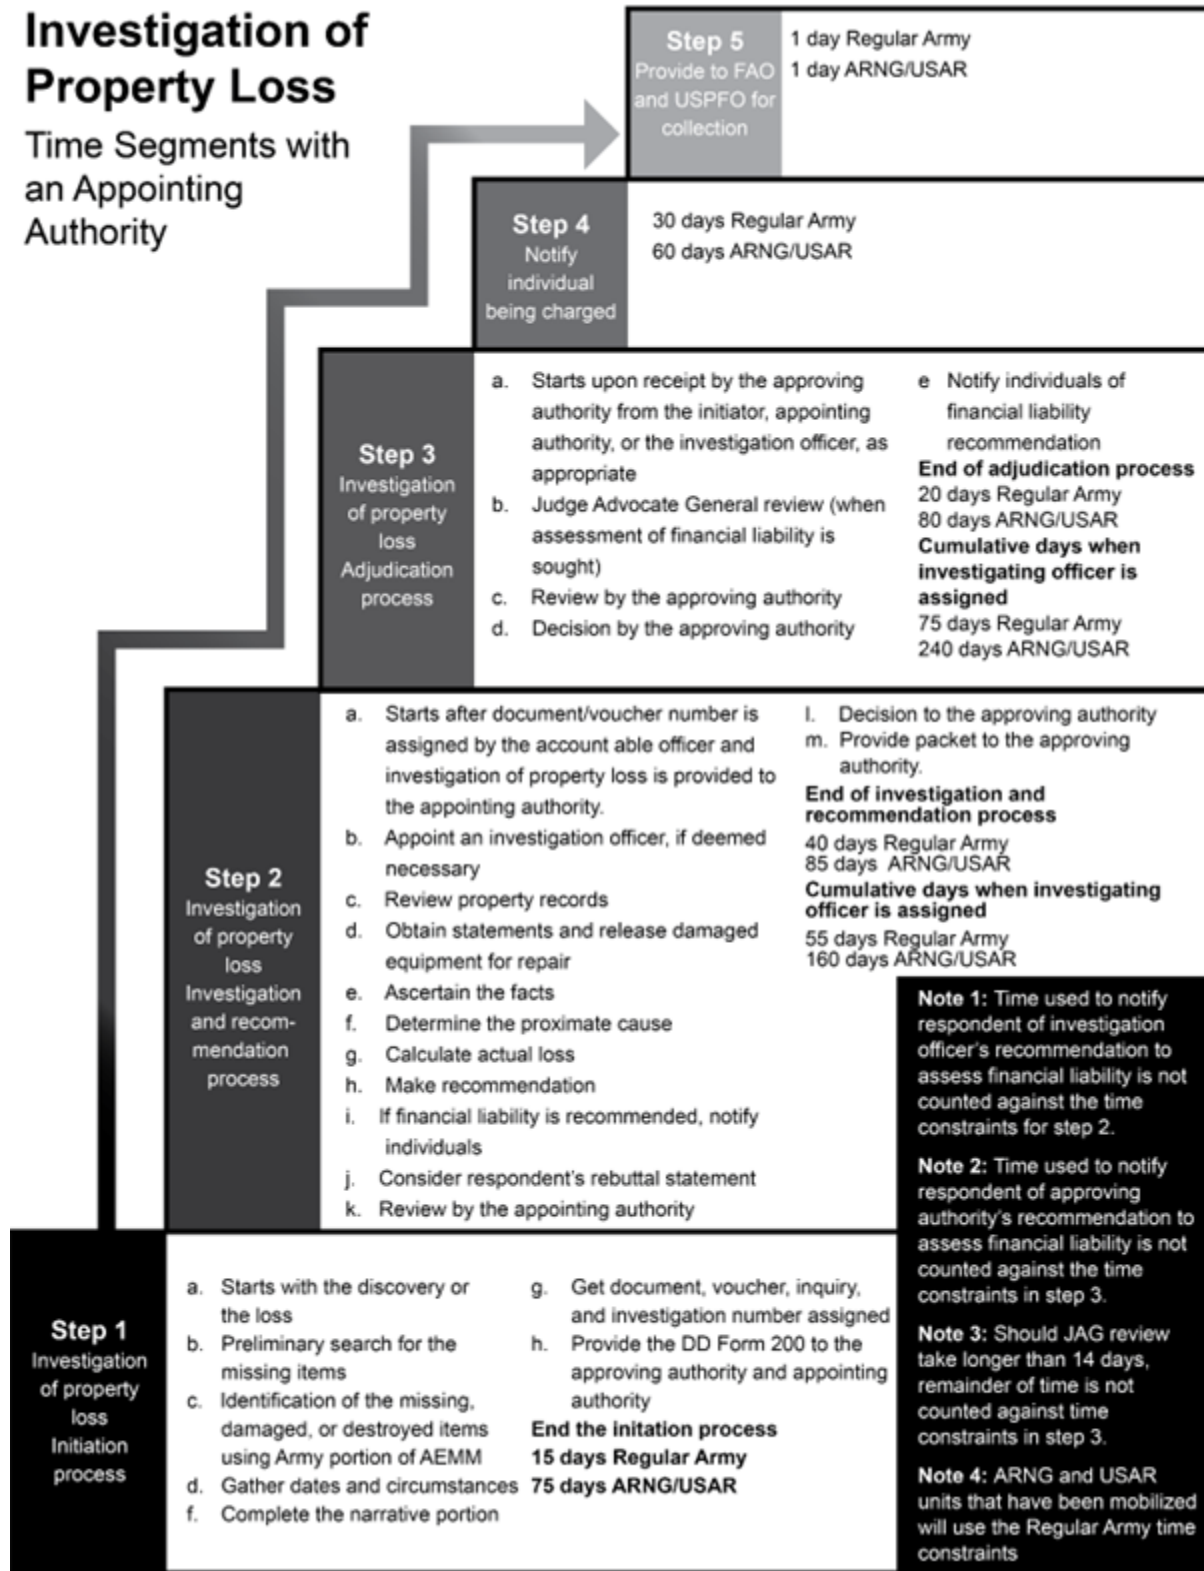 Investigation of
Property Loss
Time Segments with
an Appointing
Authority
Step 5
Provide to FAO
and USPFO for
collection
1 day Regular Army
1 day ARNG/USAR
Step 4
Notify
individual
being charged
30 days Regular Army
60 days ARNG/USAR
Step 3
Investigation
of property
loss
Adjudication
process
a. Starts upon receipt by the approving
authority from the initiator, appointing
authority, or the investigation officer, as
appropriate
b. Judge Advocate General review (when
assessment of financial liability is
sought)
c. Review by the approving authority
d. Decision by the approving authority
e Notify individuals of
financial liability
recommendation
End of adjudication process
20 days Regular Army
80 days ARNG/USAR
Cumulative days when
investigating officer is
assigned
75 days Regular Army
240 days ARNG/USAR
Step 2
Investigation
of property
loss
Investigation
and recom-
mendation
process
a. Starts after document/voucher number is
assigned by the account able officer and
investigation of property loss is provided to
the appointing authority.
b. Appoint an investigation officer, if deemed
necessary
c. Review property records
d. Obtain statements and release damaged
equipment for repair
e. Ascertain the facts
f. Determine the proximate cause
g. Calculate actual loss
h. Make recommendation
i. If financial liability is recommended, notify
individuals
j. Consider respondent's rebuttal statement
k. Review by the appointing authority
l. Decision to the approving authority
m. Provide packet to the approving
authority.
End of investigation and
recommendation process
40 days Regular Army
85 days ARNG/USAR
Cumulative days when investigating
officer is assigned
55 days Regular Army
160 days ARNG/USAR
Step 1
Investigation
of property
loss
Initiation
process
a. Starts with the discovery or
the loss
b. Preliminary search for the
missing items
c. Identification of the missing,
damaged, or destroyed items
using Army portion of AEMM
d. Gather dates and circumstances
f. Complete the narrative portion
g. Get document, voucher, inquiry,
and investigation number assigned
h. Provide the DD Form 200 to the
approving authority and appointing
authority
End the initation process
15 days Regular Army
75 days ARNG/USAR
Note 1: Time used to notify
respondent of investigation
officer's recommendation to
assess financial liability is not
counted against the time
constraints for step 2.
Note 2: Time used to notify
respondent of approving
authority's recommendation to
assess financial liability is not
counted against the time
constraints in step 3.
Note 3: Should JAG review
take longer than 14 days,
remainder of time is not
counted against time
constraints in step 3.
Note 4: ARNG and USAR
units that have been mobilized
will use the Regular Army time
constraints